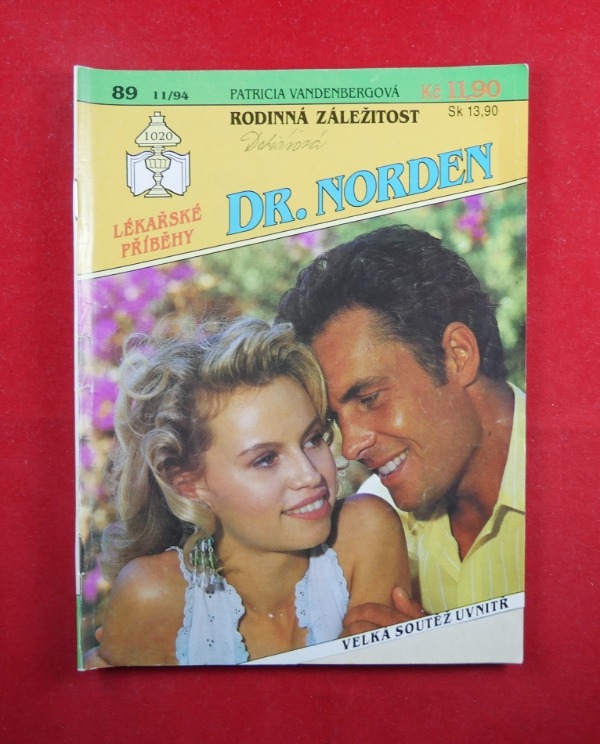 89 11/94 PATRICIA VANDENBERGOVÁ Kč 11,90
RODINNÁ ZÁLEŽITOST Sk 13,90
1020
DR. NORDEN
LÉKAŘSKÉ
PŘÍBĚHY
VELKÁ SOUTĚŽ UVNITŘ